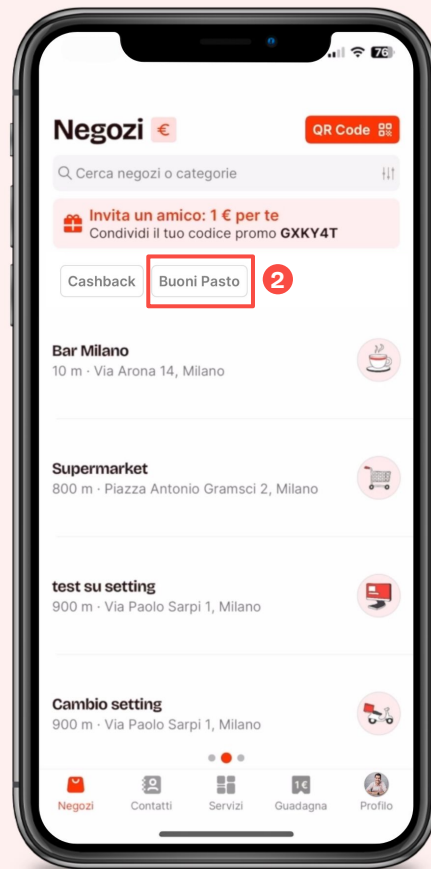 76
Negozi €
QR Code
Cerca negozi o categorie
Invita un amico: 1 € per te
Condividi il tuo codice promo GXKY4T
Cashback
Buoni Pasto
2
Bar Milano
10 m · Via Arona 14, Milano
Supermarket
800 m · Piazza Antonio Gramsci 2, Milano
test su setting
900 m · Via Paolo Sarpi 1, Milano
Cambio setting
900 m · Via Paolo Sarpi 1, Milano
1€
Negozi
Contatti
Servizi
Guadagna
Profilo